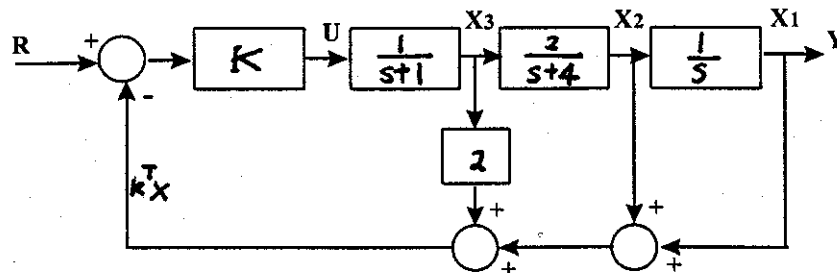 R + K U 1/(s+1) X3 2/(s+4) X2 1/s X1 Y
-
2
k^T X
+ +
+ +